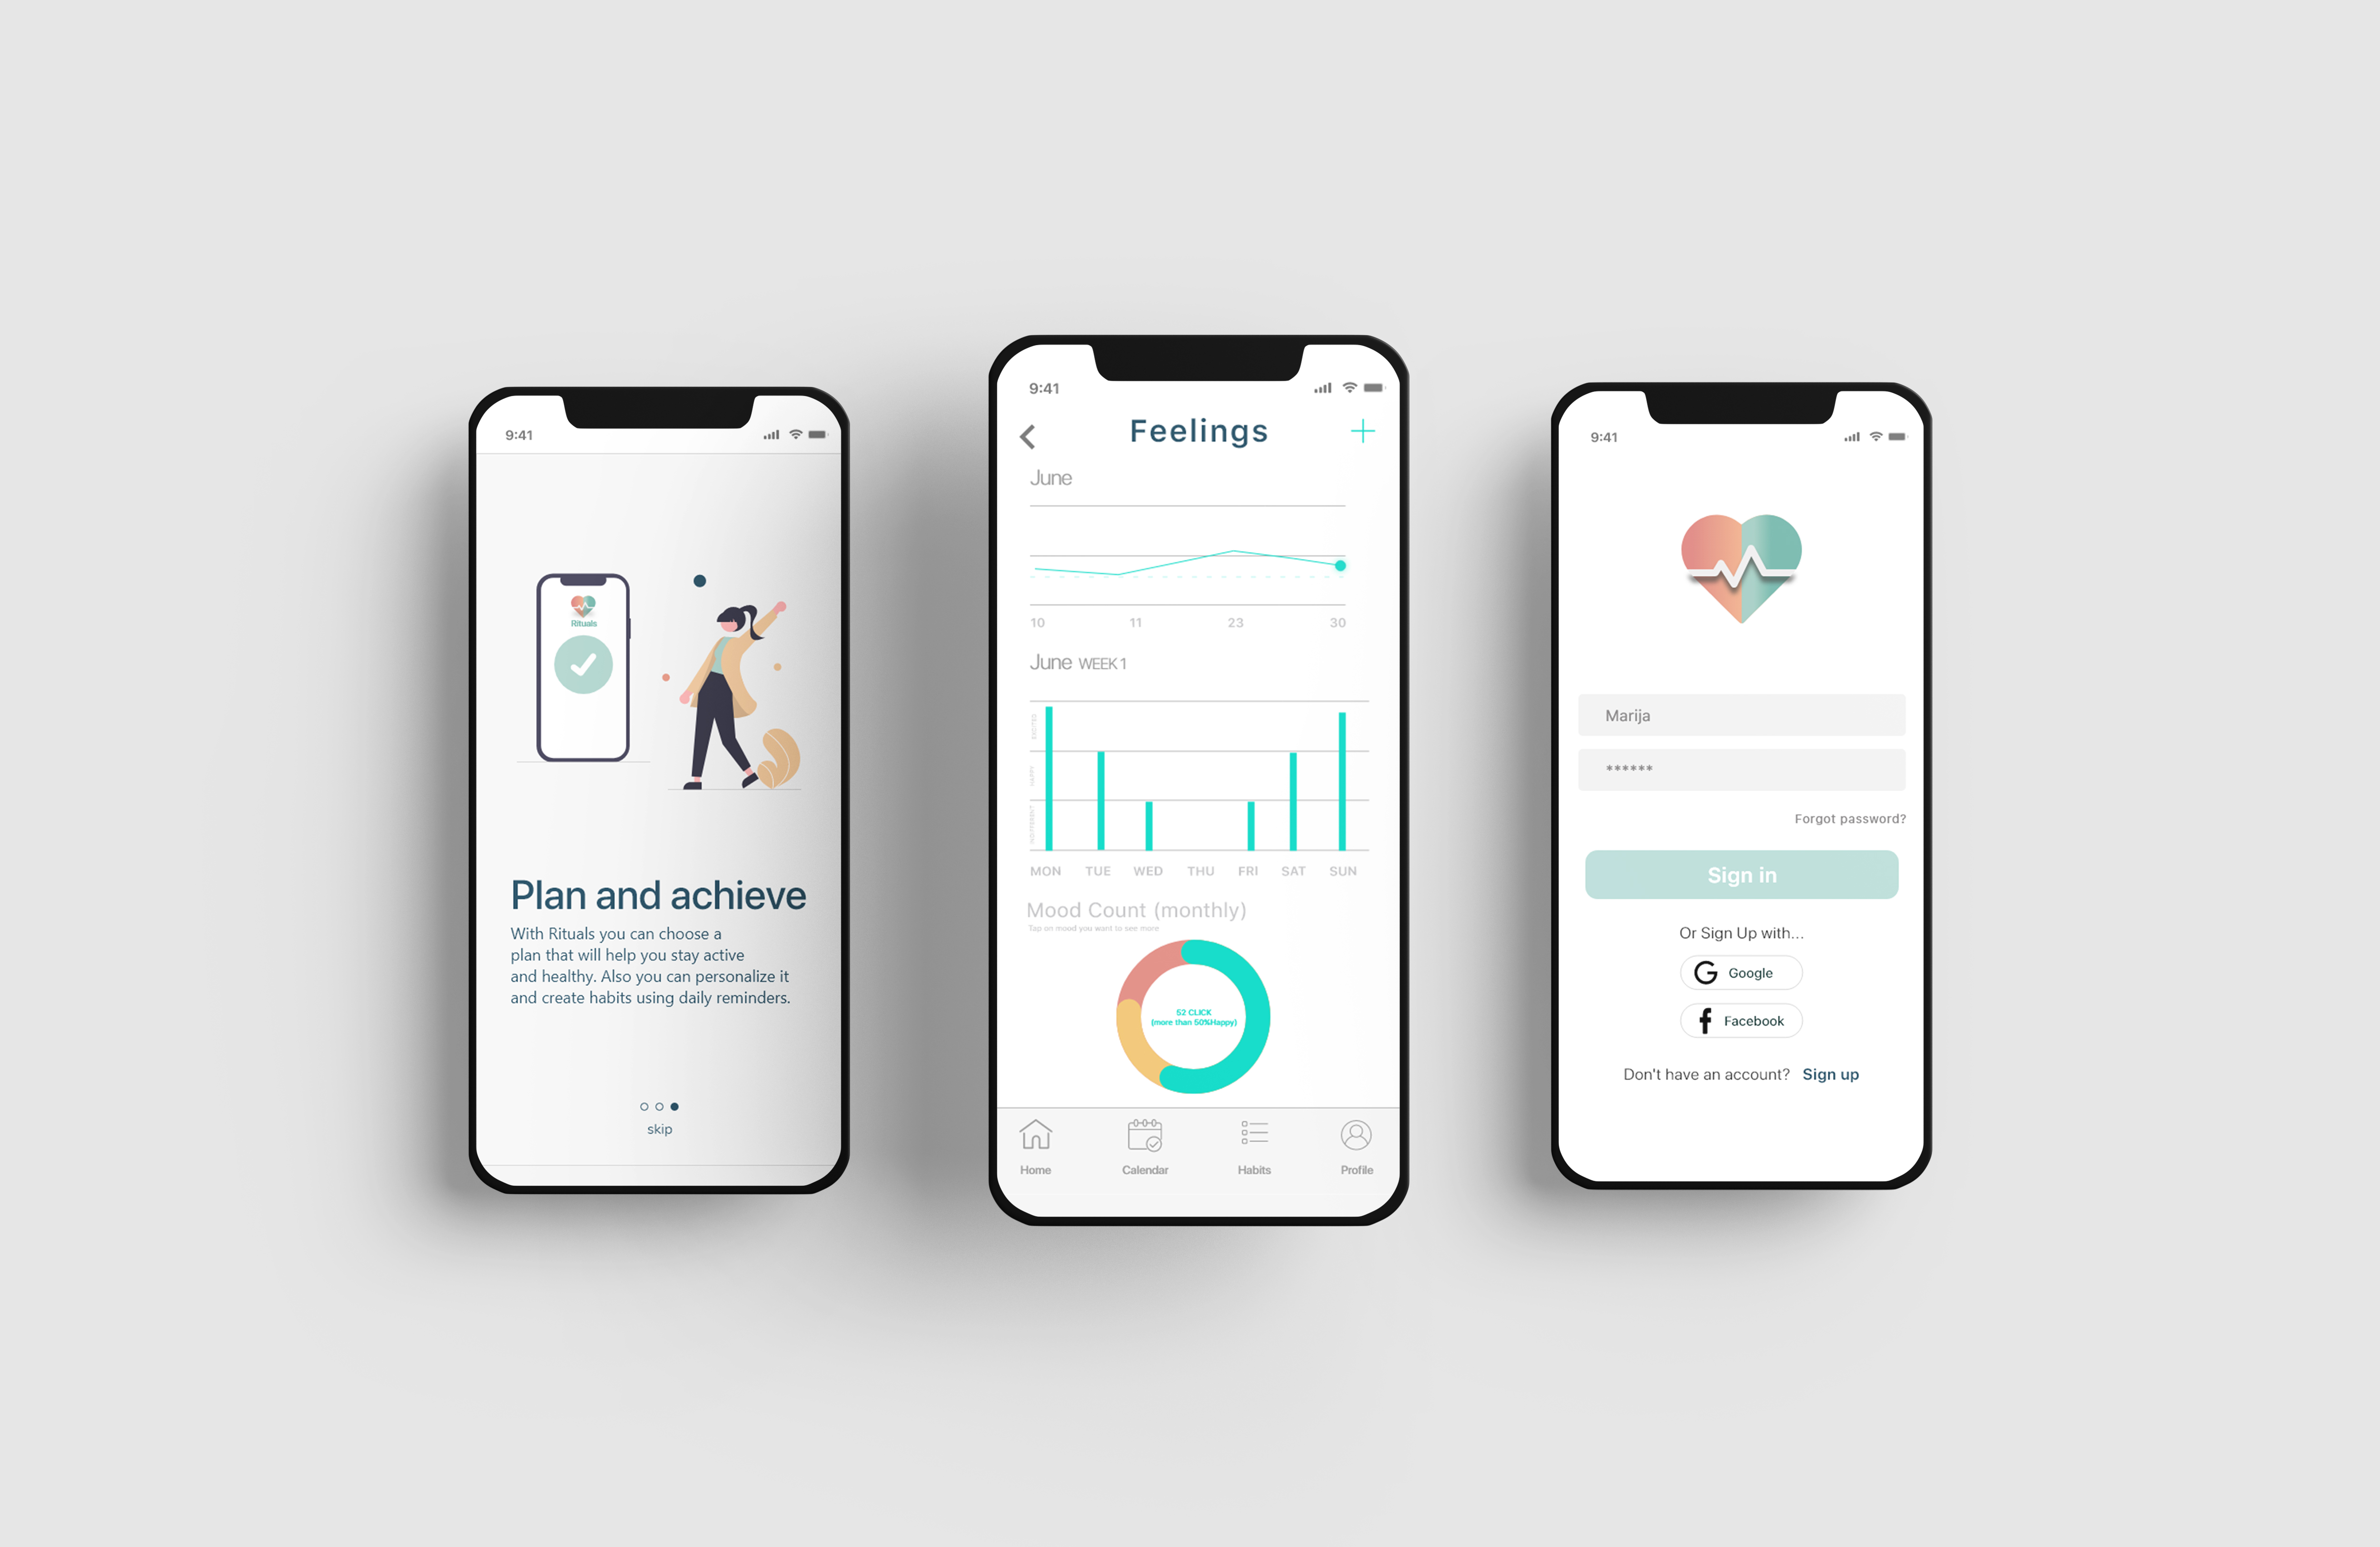 9:41
Rituals
Plan and achieve
With Rituals you can choose a
plan that will help you stay active
and healthy. Also you can personalize it
and create habits using daily reminders.
skip
9:41
Feelings
June
10 11 23 30
June WEEK 1
EXCITED
HAPPY
INDIFFERENT
MON TUE WED THU FRI SAT SUN
Mood Count (monthly)
Tap on mood you want to see more
52 CLICK
(more than 50%Happy)
Home Calendar Habits Profile
9:41
Marija
******
Forgot password?
Sign in
Or Sign Up with...
Google
Facebook
Don't have an account? Sign up